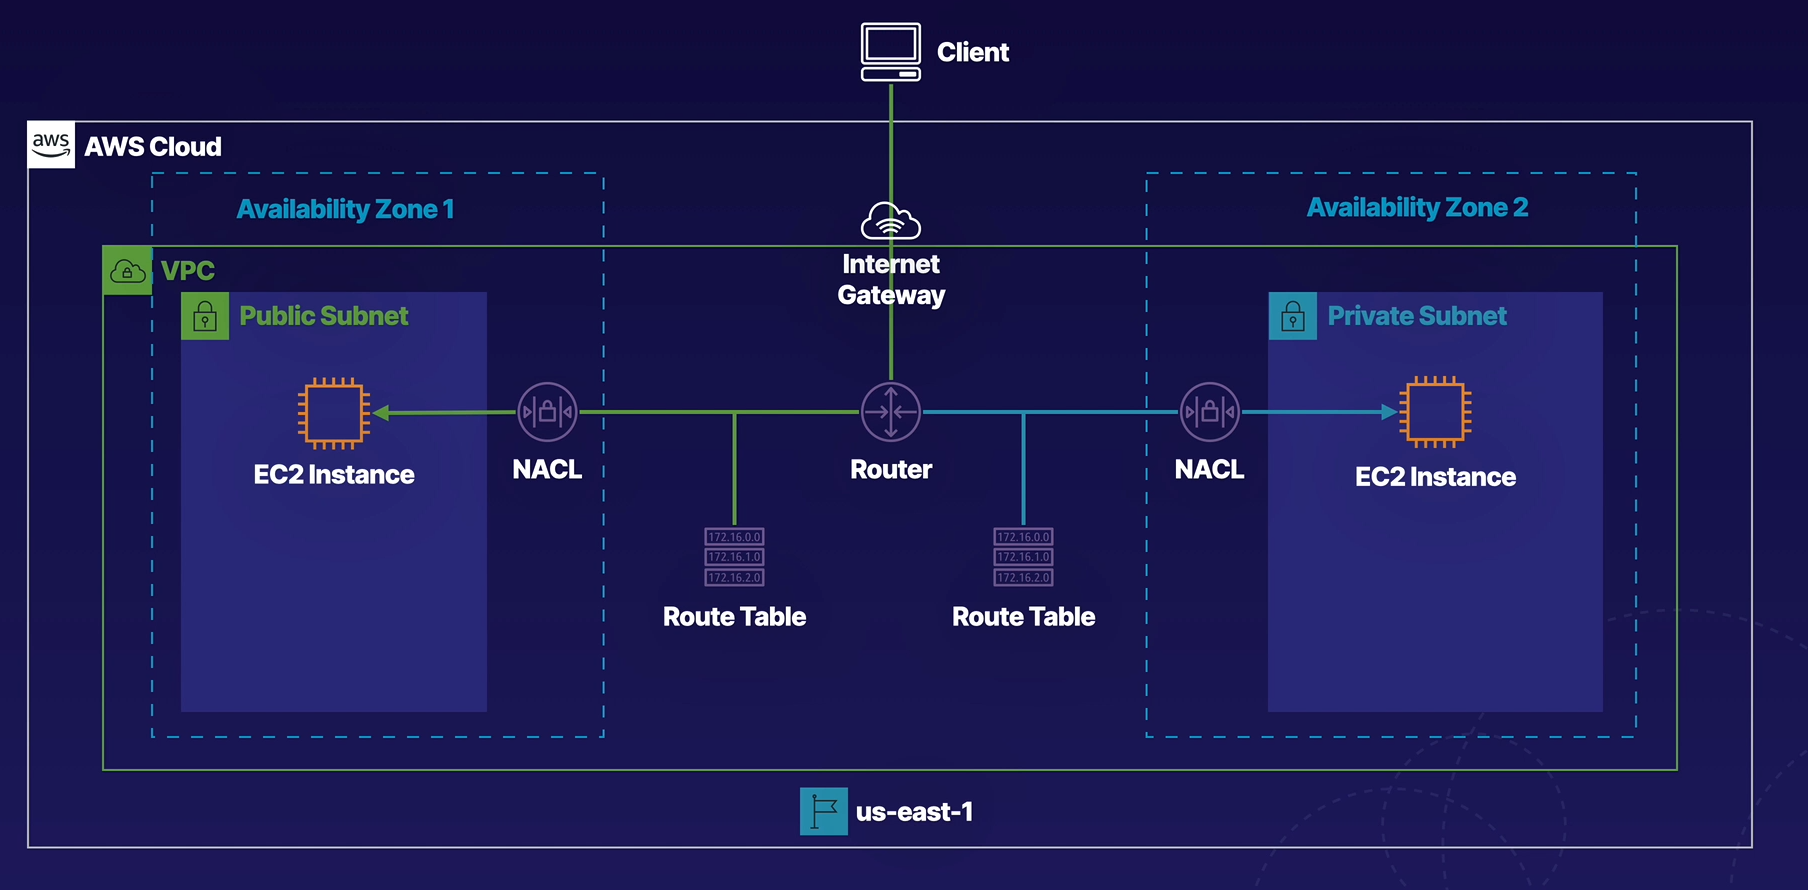 Client
aws
AWS Cloud
Availability Zone 1
Availability Zone 2
VPC
Internet
Gateway
Public Subnet
Private Subnet
EC2 Instance
NACL
Router
NACL
EC2 Instance
172.16.0.0
172.16.1.0
172.16.2.0
Route Table
172.16.0.0
172.16.1.0
172.16.2.0
Route Table
us-east-1